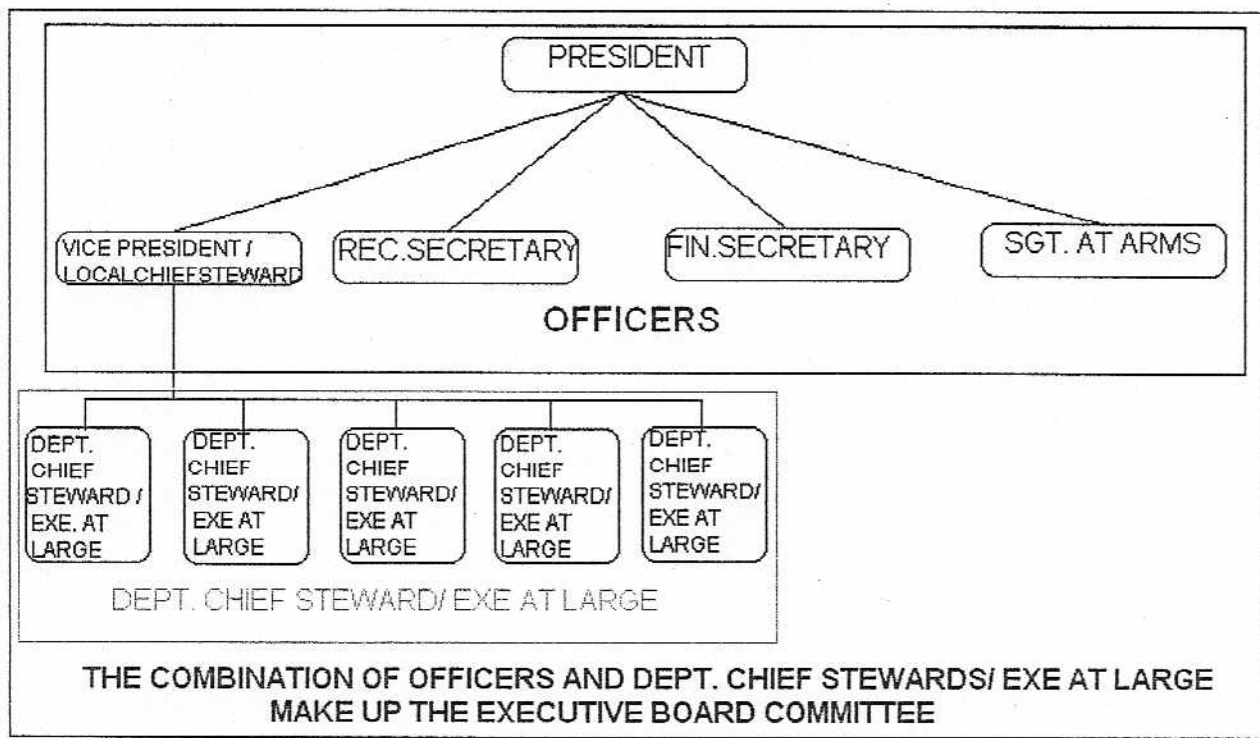 PRESIDENT
VICE PRESIDENT /
LOCALCHIEFSTEWARD
REC.SECRETARY
FIN.SECRETARY
SGT. AT ARMS
OFFICERS
DEPT.
CHIEF
STEWARD /
EXE. AT
LARGE
DEPT.
CHIEF
STEWARD/
EXE AT
LARGE
DEPT.
CHIEF
STEWARD/
EXE AT
LARGE
DEPT.
CHIEF
STEWARD/
EXE AT
LARGE
DEPT.
CHIEF
STEWARD/
EXE AT
LARGE
DEPT. CHIEF STEWARD/ EXE AT LARGE
THE COMBINATION OF OFFICERS AND DEPT. CHIEF STEWARDS/ EXE AT LARGE
MAKE UP THE EXECUTIVE BOARD COMMITTEE